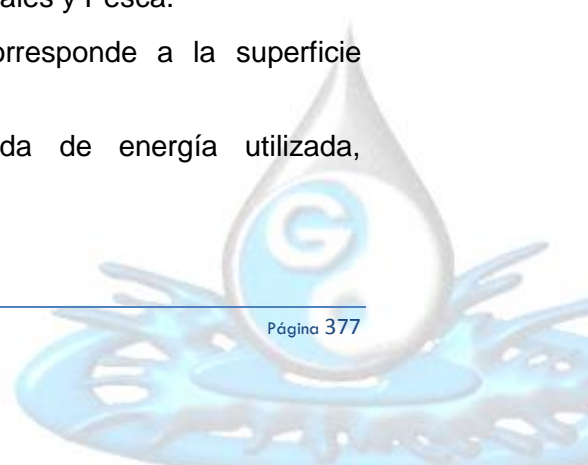 ales y Pesca.
orresponde a la superficie
da de energía utilizada,
G
Página 377